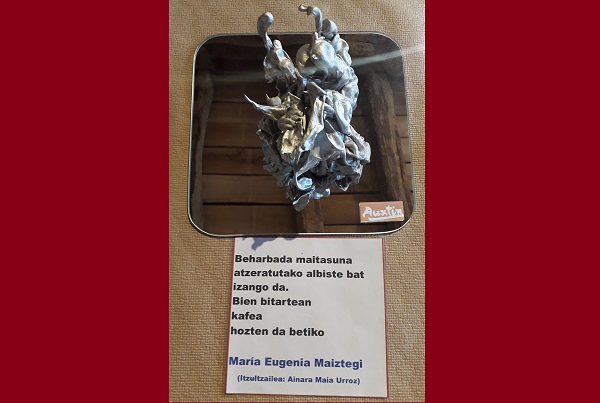 Auxtin
Beharbada maitasuna
atzeratutako albiste bat
izango da.
Bien bitartean
kafea
hozten da betiko
María Eugenia Maiztegi
(Itzultzailea: Ainara Maia Urroz)